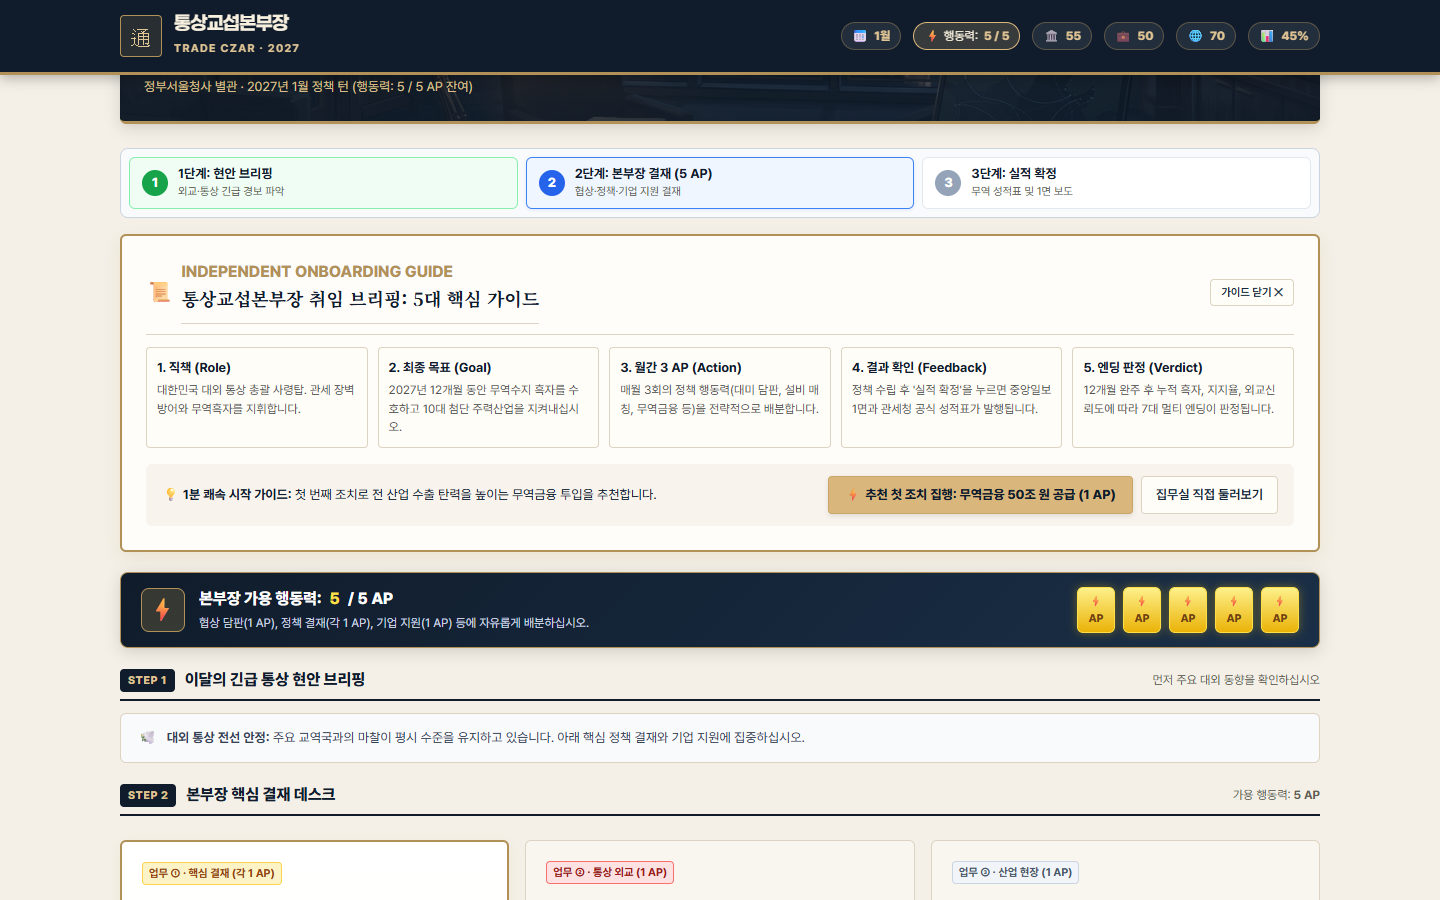 通
통상교섭본부장
TRADE CZAR · 2027
1월
행동력: 5 / 5
55
50
70
45%
정부서울청사 별관 · 2027년 1월 정책 턴 (행동력: 5 / 5 AP 잔여)
1
1단계: 현안 브리핑
외교·통상 긴급 경보 파악
2
2단계: 본부장 결재 (5 AP)
협상·정책·기업 지원 결재
3
3단계: 실적 확정
무역 성적표 및 1면 보도
INDEPENDENT ONBOARDING GUIDE
통상교섭본부장 취임 브리핑: 5대 핵심 가이드
가이드 닫기 ✕
1. 직책 (Role)
대한민국 대외 통상 총괄 사령탑. 관세 장벽
방어와 무역흑자를 지휘합니다.
2. 최종 목표 (Goal)
2027년 12개월 동안 무역수지 흑자를 수
호하고 10대 첨단 주력산업을 지켜내십시
오.
3. 월간 3 AP (Action)
매월 3회의 정책 행동력(대미 담판, 설비 매
칭, 무역금융 등)을 전략적으로 배분합니다.
4. 결과 확인 (Feedback)
정책 수립 후 '실적 확정'을 누르면 중앙일보
1면과 관세청 공식 성적표가 발행됩니다.
5. 엔딩 판정 (Verdict)
12개월 완주 후 누적 흑자, 지지율, 외교신
뢰도에 따라 7대 멀티 엔딩이 판정됩니다.
1분 쾌속 시작 가이드: 첫 번째 조치로 전 산업 수출 탄력을 높이는 무역금융 투입을 추천합니다.
추천 첫 조치 집행: 무역금융 50조 원 공급 (1 AP)
집무실 직접 둘러보기
본부장 가용 행동력: 5 / 5 AP
협상 담판(1 AP), 정책 결재(각 1 AP), 기업 지원(1 AP) 등에 자유롭게 배분하십시오.
AP
AP
AP
AP
AP
STEP 1
이달의 긴급 통상 현안 브리핑
먼저 주요 대외 동향을 확인하십시오
대외 통상 전선 안정: 주요 교역국과의 마찰이 평시 수준을 유지하고 있습니다. 아래 핵심 정책 결재와 기업 지원에 집중하십시오.
STEP 2
본부장 핵심 결재 데스크
가용 행동력: 5 AP
업무 ① · 핵심 결재 (각 1 AP)
업무 ② · 통상 외교 (1 AP)
업무 ③ · 산업 현장 (1 AP)